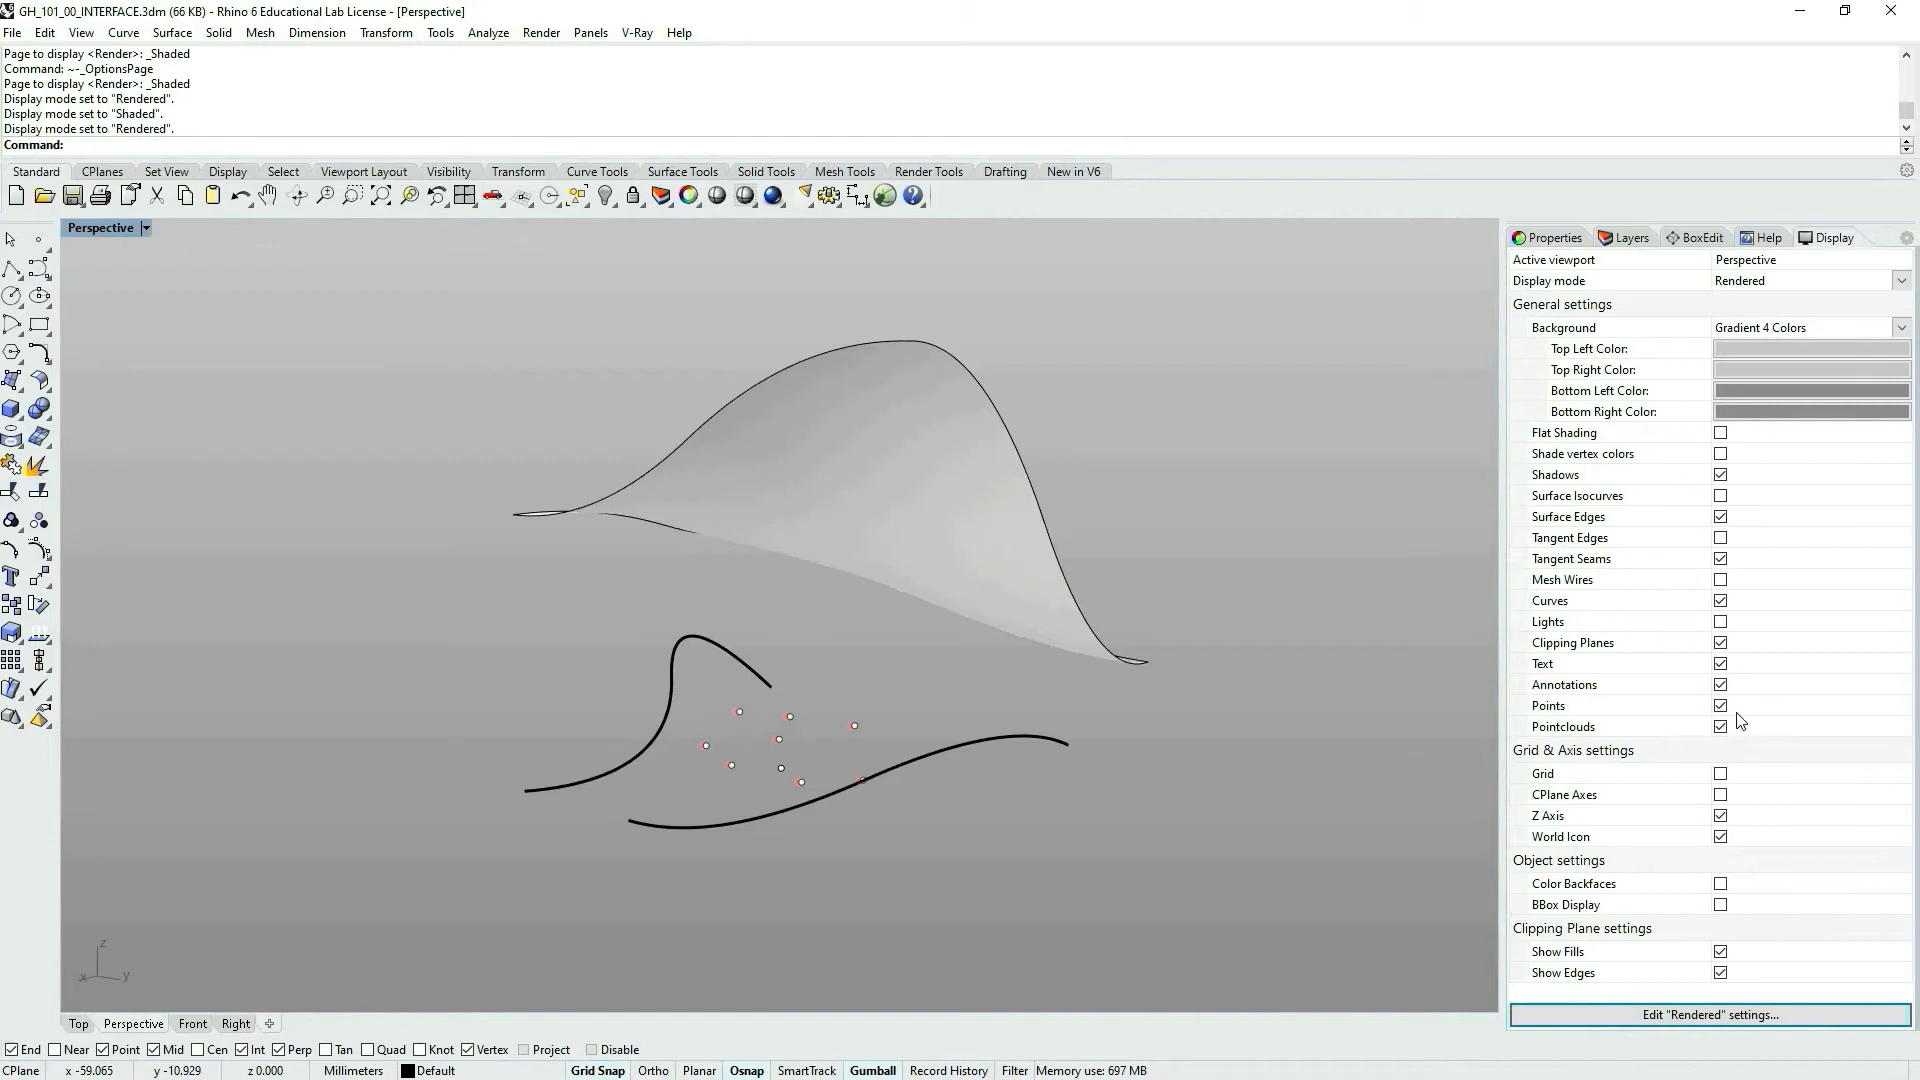 GH_101_00_INTERFACE.3dm (66 KB) - Rhino 6 Educational Lab License - [Perspective]
File Edit View Curve Surface Solid Mesh Dimension Transform Tools Analyze Render Panels V-Ray Help
Page to display <Render>: _Shaded
Command: ~-_OptionsPage
Page to display <Render>: _Shaded
Display mode set to "Rendered".
Display mode set to "Shaded".
Display mode set to "Rendered".
Command:
Standard CPlanes Set View Display Select Viewport Layout Visibility Transform Curve Tools Surface Tools Solid Tools Mesh Tools Render Tools Drafting New in V6
Perspective
Properties Layers BoxEdit Help Display
Active viewport Perspective
Display mode Rendered
General settings
Background Gradient 4 Colors
Top Left Color:
Top Right Color:
Bottom Left Color:
Bottom Right Color:
Flat Shading
Shade vertex colors
Shadows
Surface Isocurves
Surface Edges
Tangent Edges
Tangent Seams
Mesh Wires
Curves
Lights
Clipping Planes
Text
Annotations
Points
Pointclouds
Grid & Axis settings
Grid
CPlane Axes
Z Axis
World Icon
Object settings
Color Backfaces
BBox Display
Clipping Plane settings
Show Fills
Show Edges
Edit "Rendered" settings...
z
x y
Top Perspective Front Right
End Near Point Mid Cen Int Perp Tan Quad Knot Vertex Project Disable
CPlane x -59.065 y -10.929 z 0.000 Millimeters Default Grid Snap Ortho Planar Osnap SmartTrack Gumball Record History Filter Memory use: 697 MB